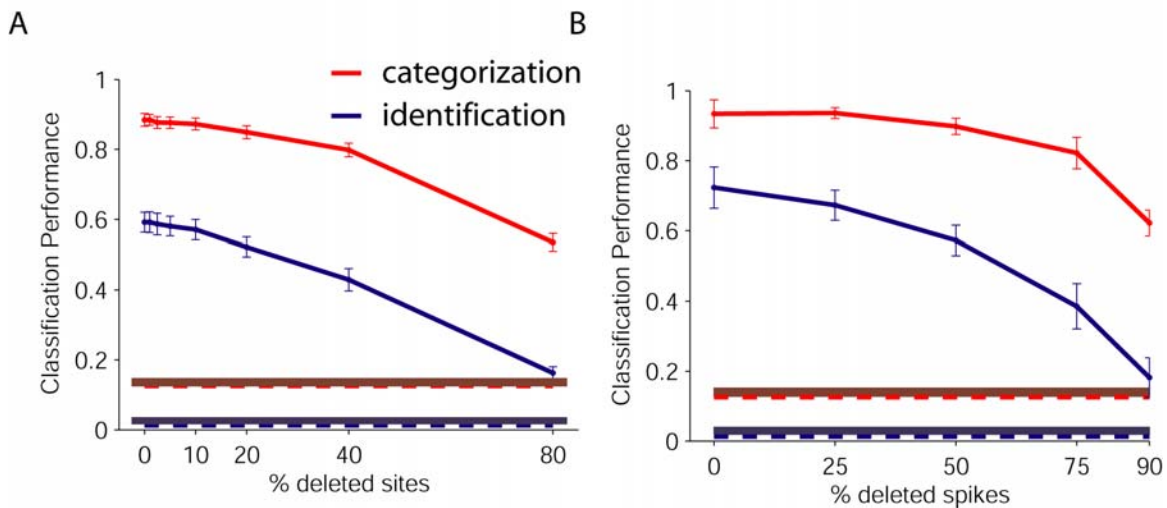 A
B
categorization
identification
Classification Performance
1
0.8
0.6
0.4
0.2
0
0 10 20 40 80
% deleted sites
Classification Performance
1
0.8
0.6
0.4
0.2
0
0 25 50 75 90
% deleted spikes